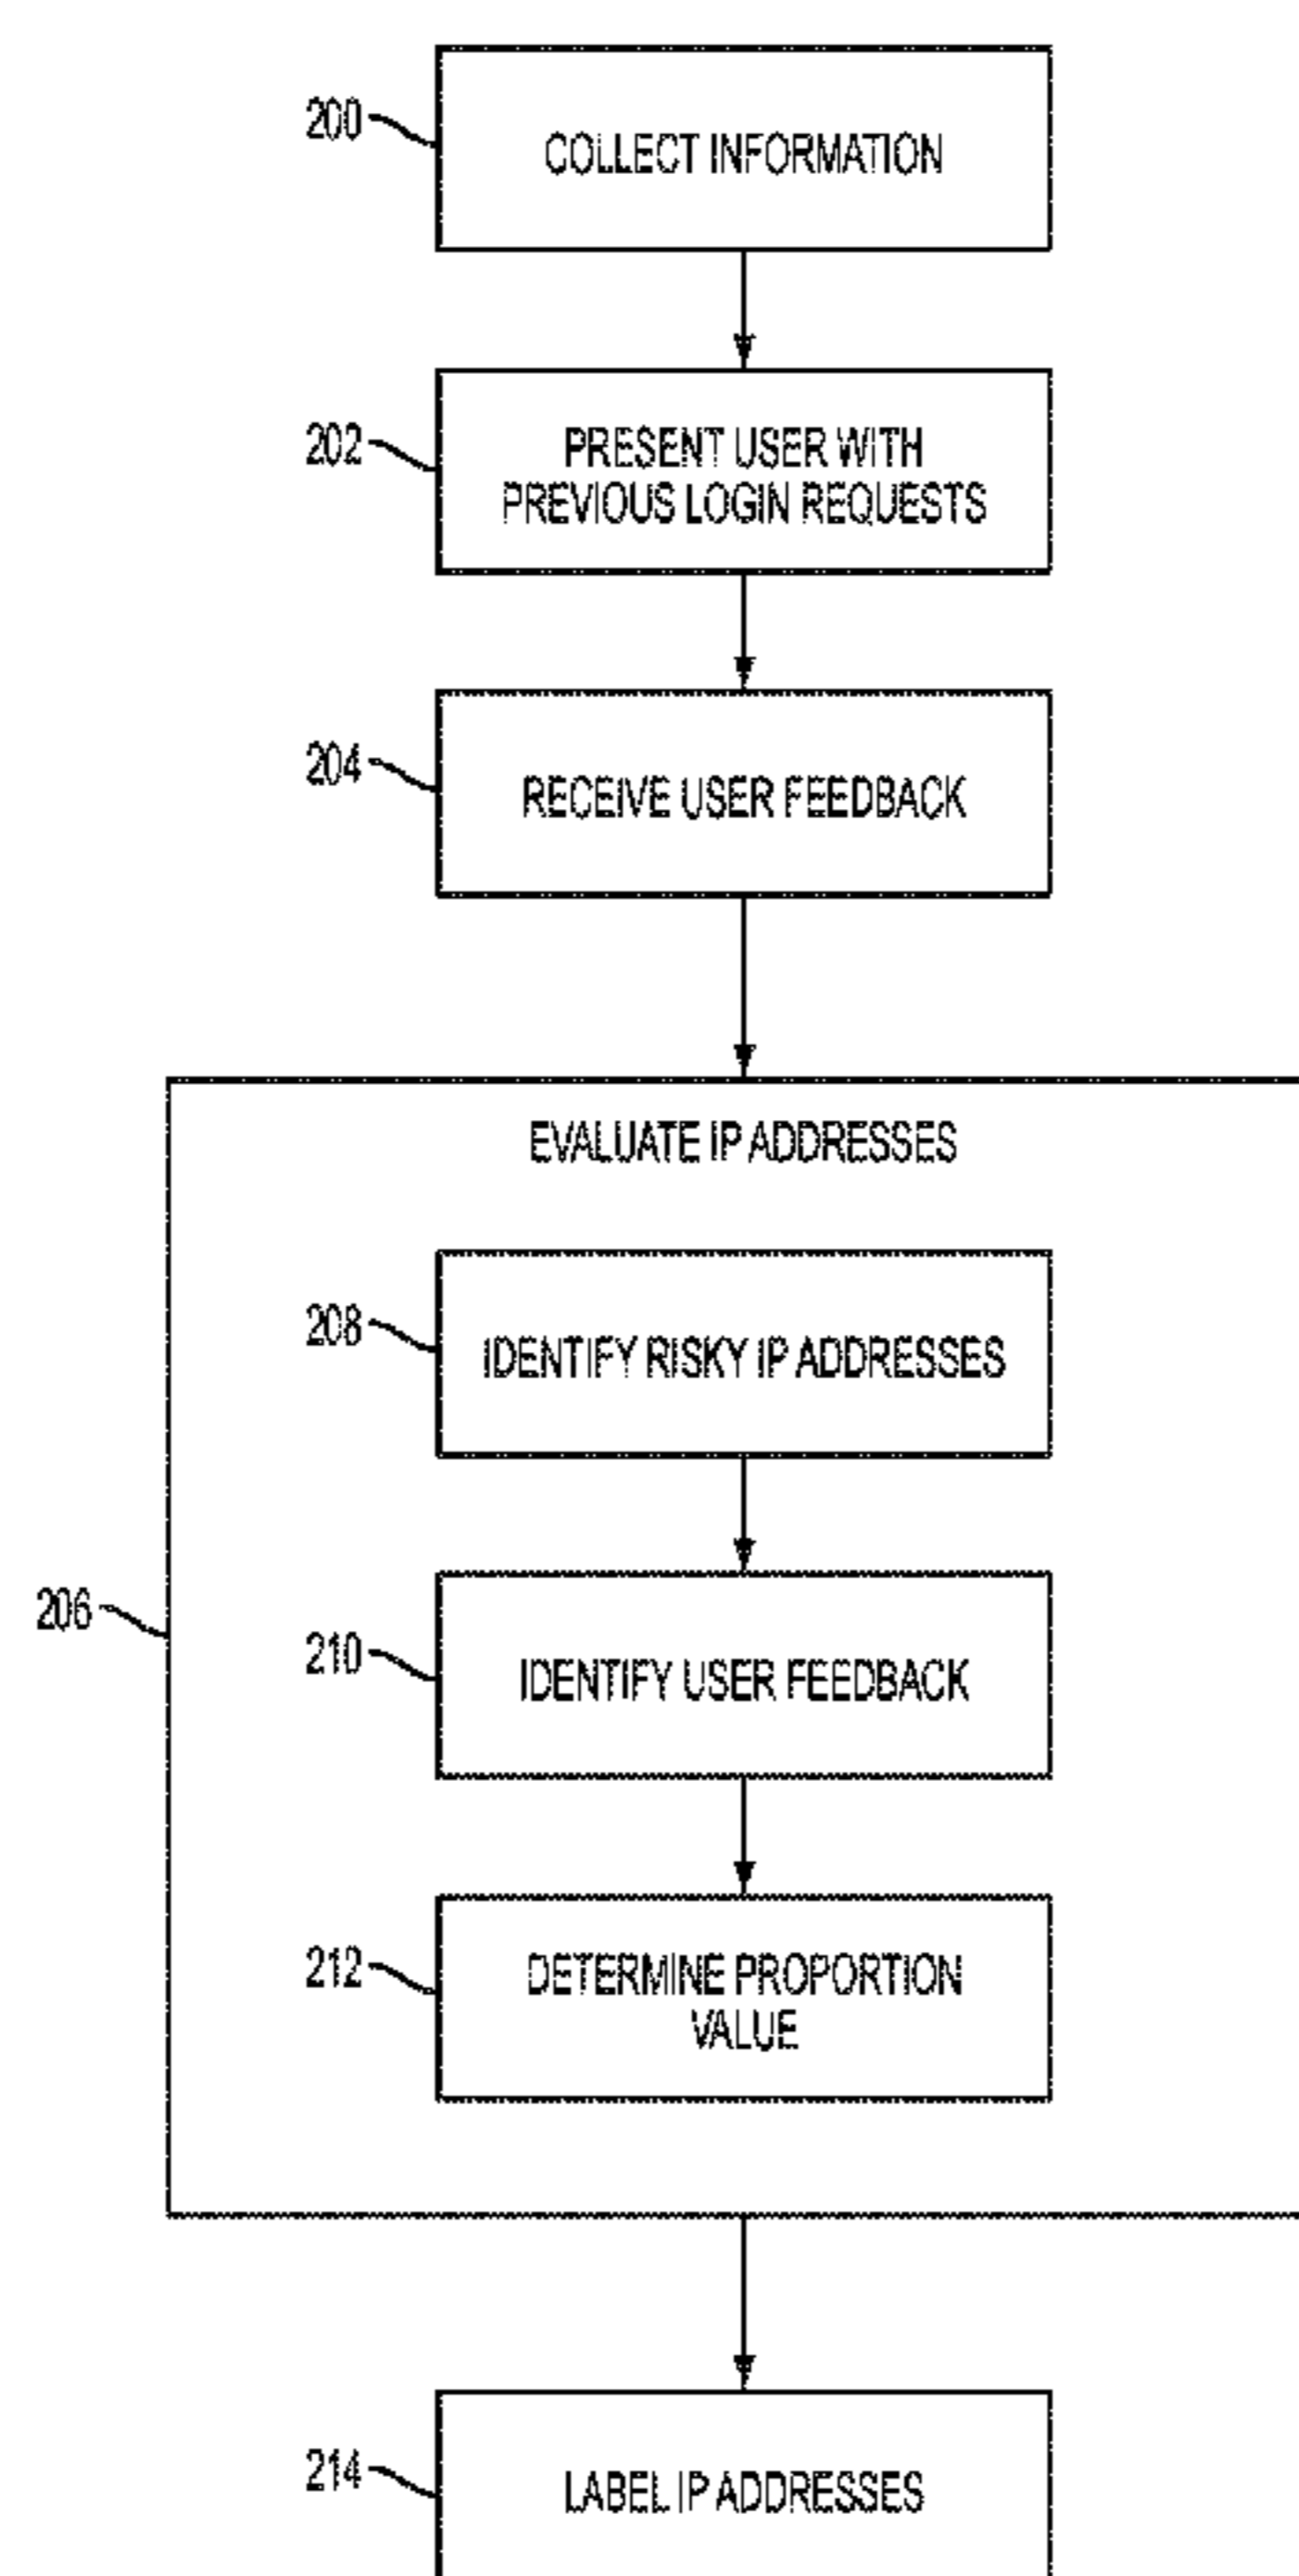 200
COLLECT INFORMATION
202
PRESENT USER WITH
PREVIOUS LOGIN REQUESTS
204
RECEIVE USER FEEDBACK
EVALUATE IP ADDRESSES
208
IDENTIFY RISKY IP ADDRESSES
206
210
IDENTIFY USER FEEDBACK
212
DETERMINE PROPORTION
VALUE
214
LABEL IP ADDRESSES